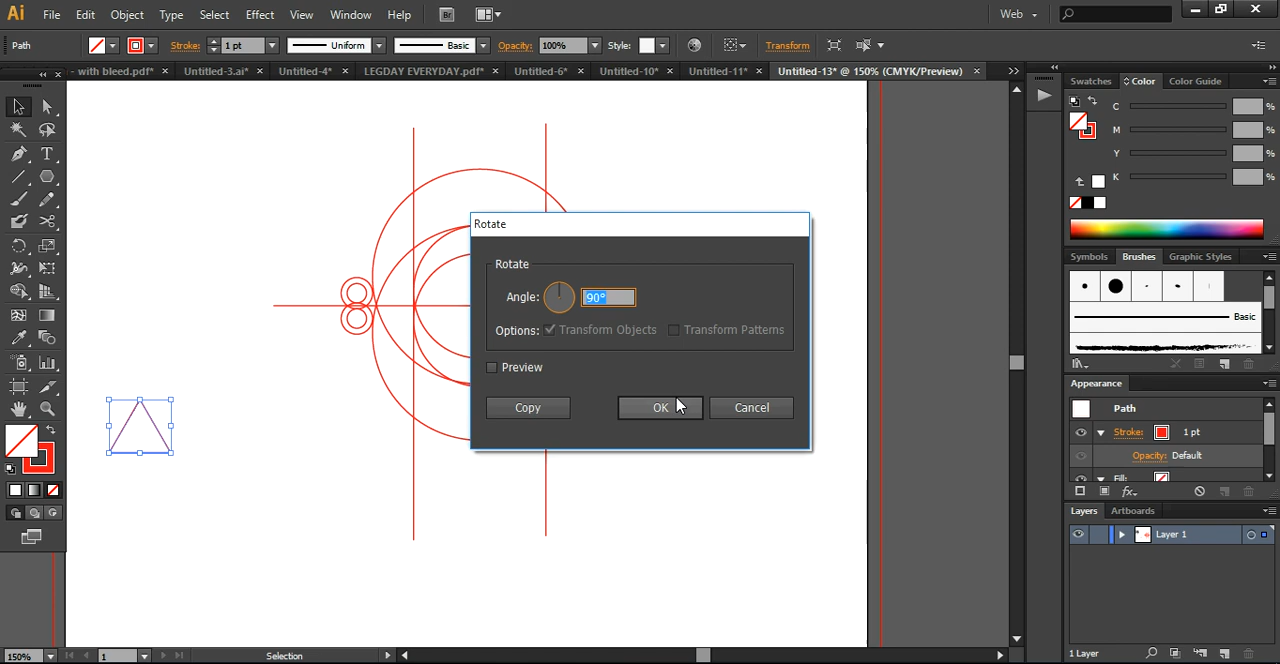 Ai File Edit Object Type Select Effect View Window Help Br Web
Path Stroke: 1 pt Uniform Basic Opacity: 100% Style: Transform
- with bleed.pdf* × Untitled-3.ai* × Untitled-4* × LEGDAY EVERYDAY.pdf* × Untitled-6* × Untitled-10* × Untitled-11* × Untitled-13* @ 150% (CMYK/Preview) ×
Swatches Color Color Guide
C %
M %
Y %
K %
Symbols Brushes Graphic Styles
Basic
Appearance
Path
Stroke: 1 pt
Opacity: Default
Fill:
Layers Artboards
Layer 1
1 Layer
Rotate
Rotate
Angle: 90°
Options: Transform Objects Transform Patterns
Preview
Copy OK Cancel
150% 1 Selection